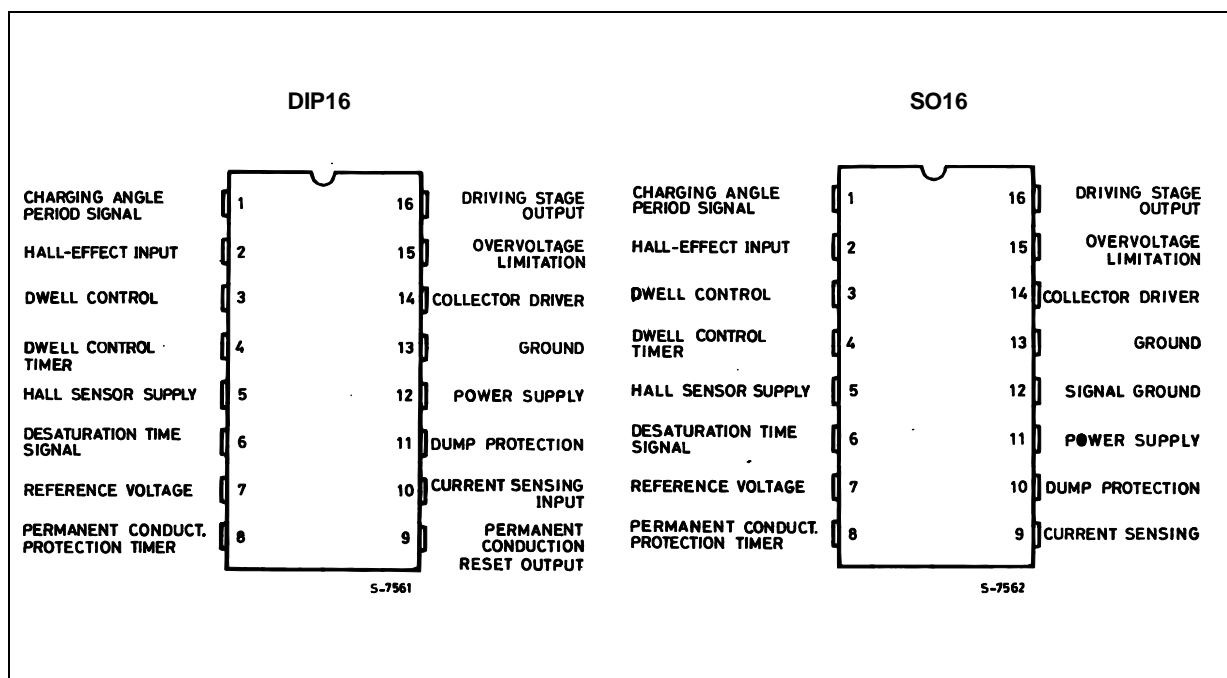 DIP16
CHARGING ANGLE
PERIOD SIGNAL
HALL-EFFECT INPUT
DWELL CONTROL
DWELL CONTROL
TIMER
HALL SENSOR SUPPLY
DESATURATION TIME
SIGNAL
REFERENCE VOLTAGE
PERMANENT CONDUCT.
PROTECTION TIMER
1
2
3
4
5
6
7
8
16
15
14
13
12
11
10
9
DRIVING STAGE
OUTPUT
OVERVOLTAGE
LIMITATION
COLLECTOR DRIVER
GROUND
POWER SUPPLY
DUMP PROTECTION
CURRENT SENSING
INPUT
PERMANENT
CONDUCTION
RESET OUTPUT
S-7561
SO16
CHARGING ANGLE
PERIOD SIGNAL
HALL-EFFECT INPUT
DWELL CONTROL
DWELL CONTROL
TIMER
HALL SENSOR SUPPLY
DESATURATION TIME
SIGNAL
REFERENCE VOLTAGE
PERMANENT CONDUCT.
PROTECTION TIMER
1
2
3
4
5
6
7
8
16
15
14
13
12
11
10
9
DRIVING STAGE
OUTPUT
OVERVOLTAGE
LIMITATION
COLLECTOR DRIVER
GROUND
SIGNAL GROUND
POWER SUPPLY
DUMP PROTECTION
CURRENT SENSING
S-7562